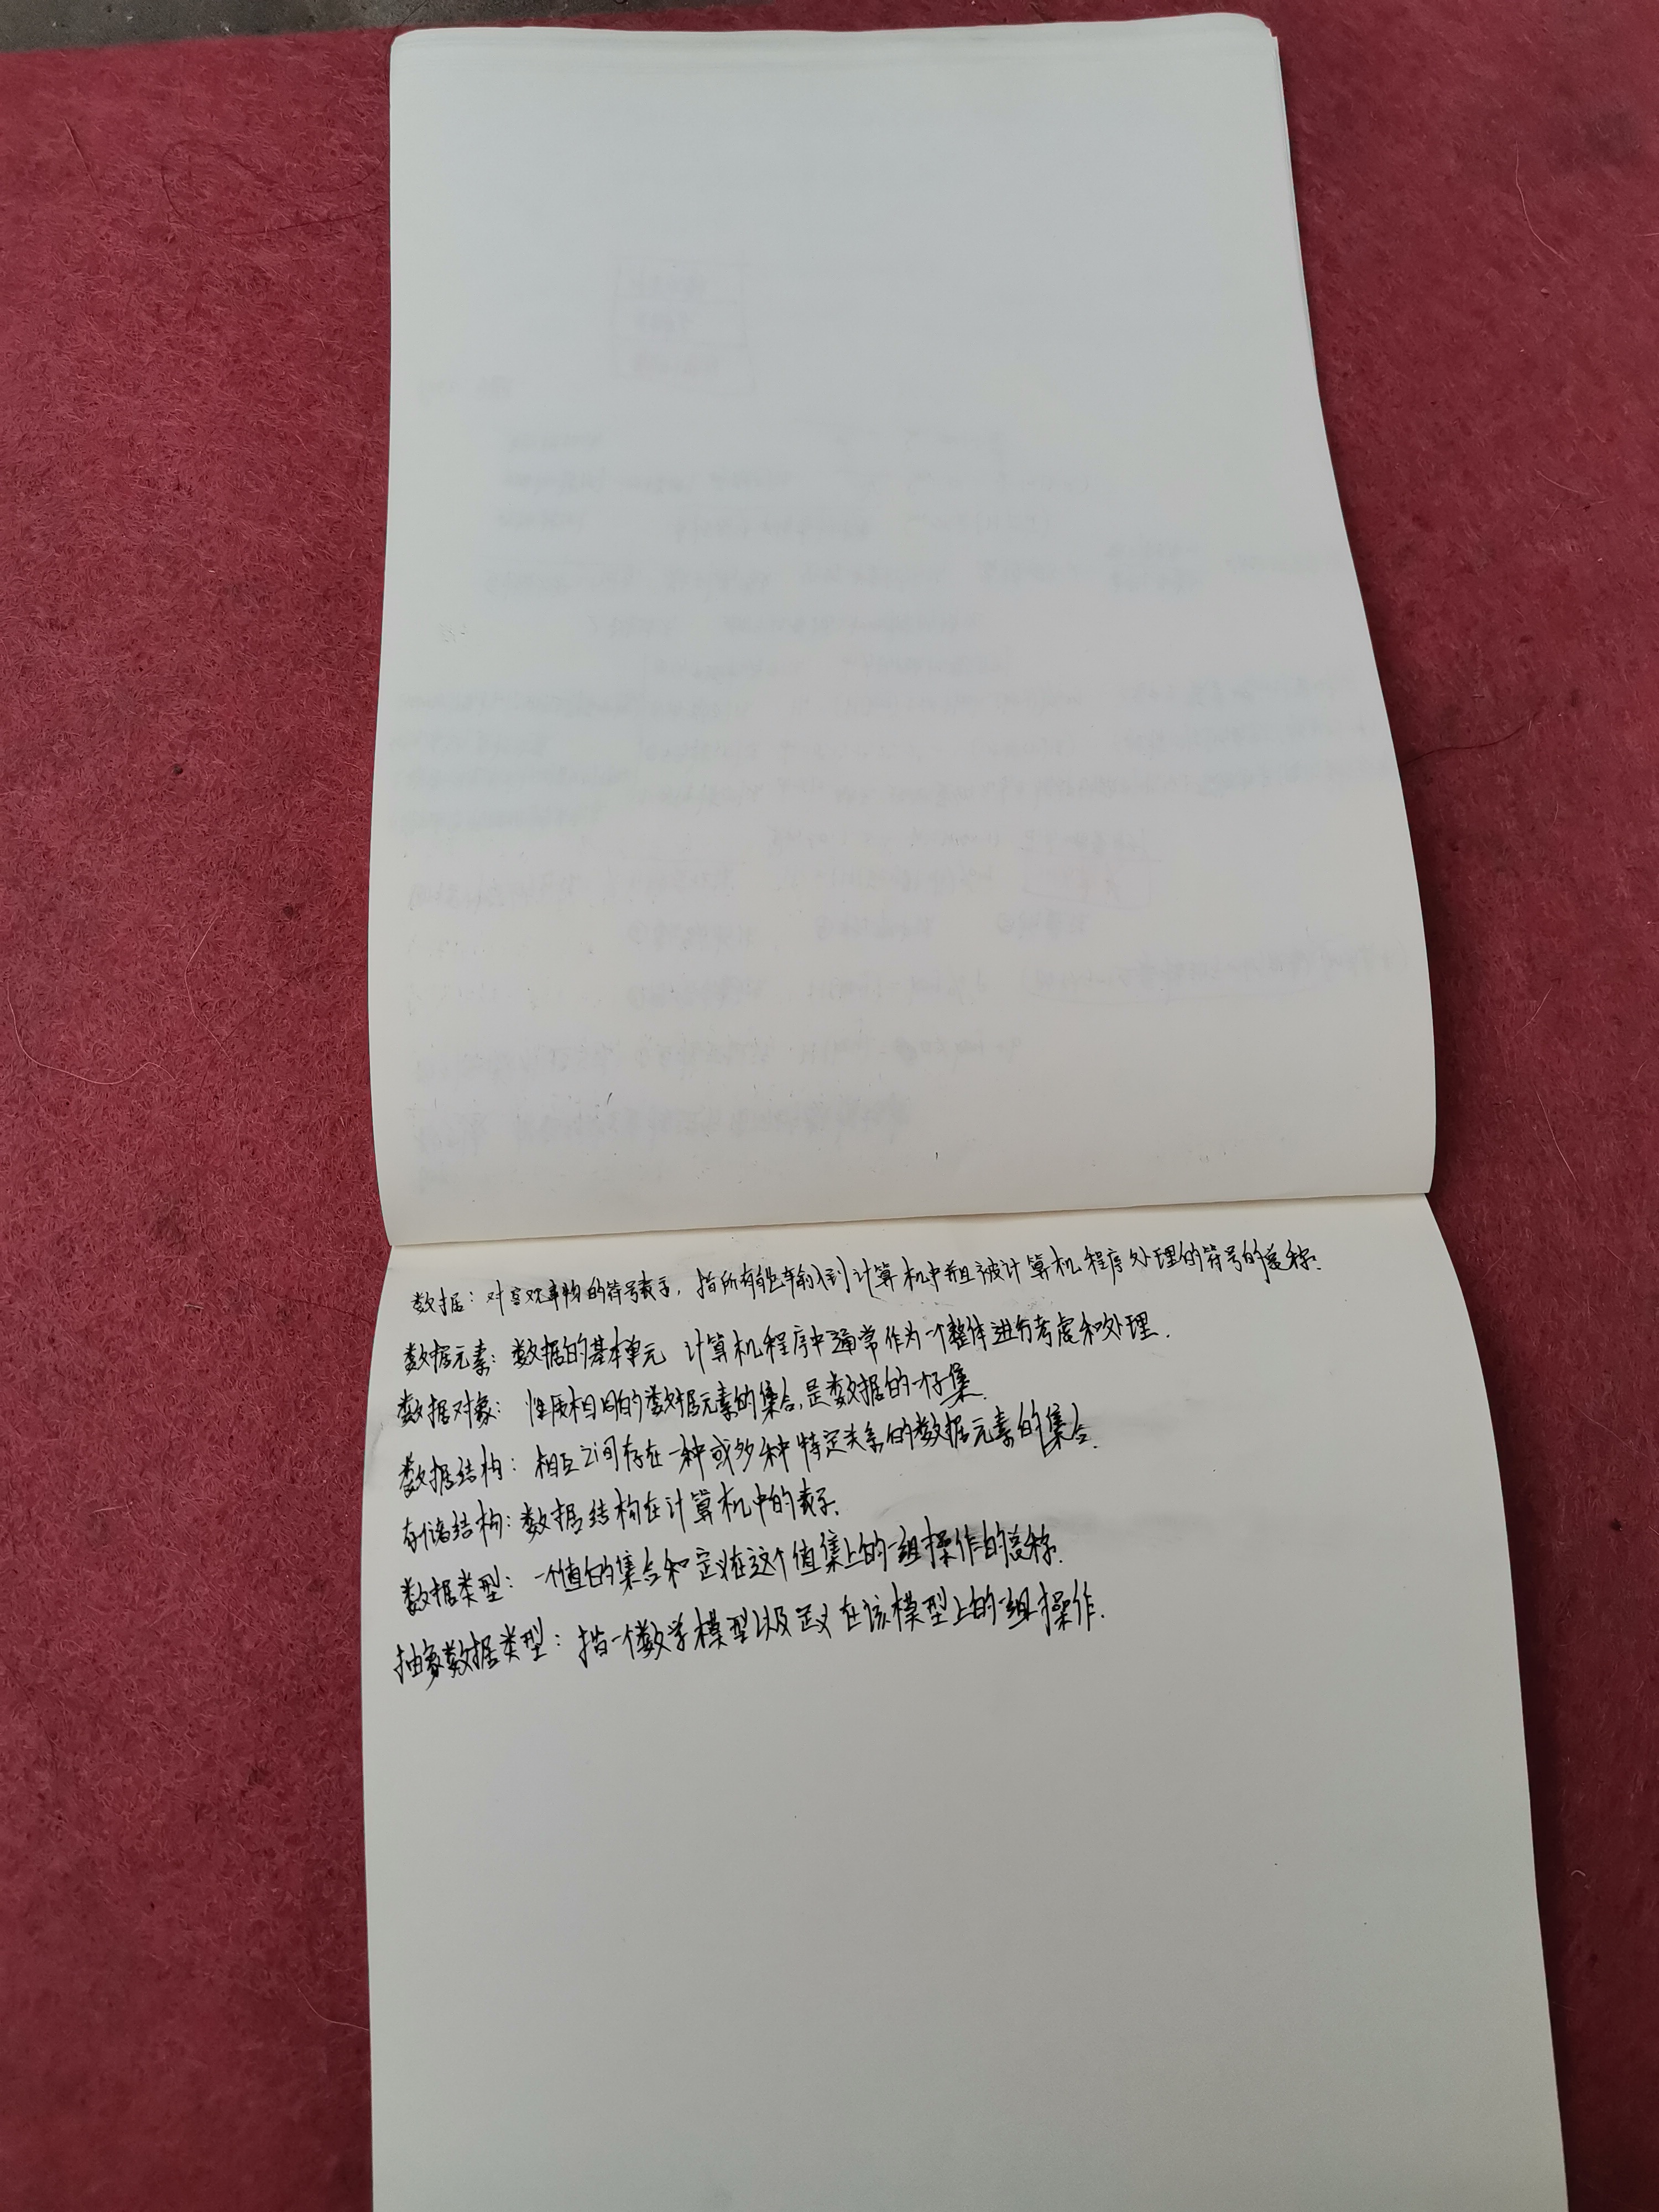 数据：对客观事物的符号表示，指所有能够输入到计算机中并且被计算机程序处理的符号的总称.
数据元素：数据的基本单元 计算机程序中通常作为一个整体进行考虑和处理.
数据对象：性质相同的数据元素的集合,是数据的一个子集.
数据结构：相互之间存在一种或多种特定关系的数据元素的集合.
存储结构：数据结构在计算机中的表示.
数据类型：一个值的集合和定义在这个值集上的一组操作的总称.
抽象数据类型：指一个数学模型以及定义在该模型上的一组操作.